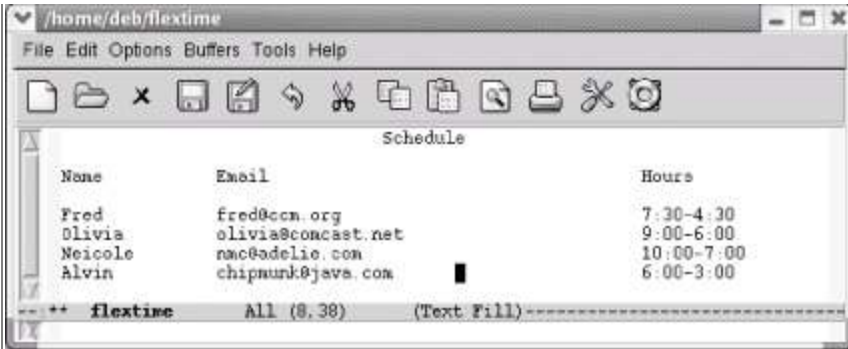 /home/deb/flextime
File Edit Options Buffers Tools Help
Schedule
Name Email Hours
Fred fred@ccm.org 7:30-4:30
Olivia olivia@comcast.net 9:00-6:00
Neicole nmc@adelie.com 10:00-7:00
Alvin chipmunk@java.com 6:00-3:00
--:** flextime All (8,38) (Text Fill)------------------------------